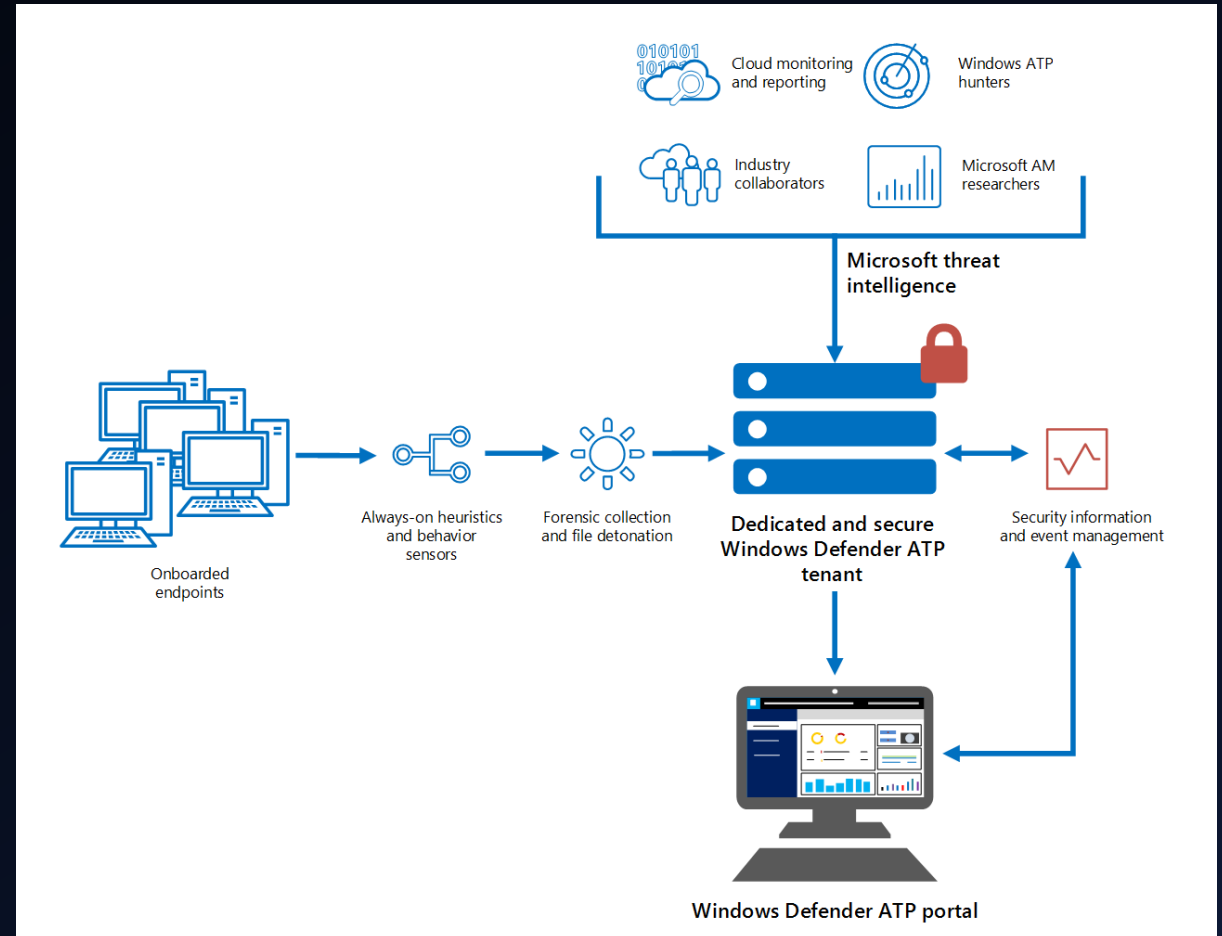 010101
Cloud monitoring
and reporting
Windows ATP
hunters
Industry
collaborators
Microsoft AM
researchers
Microsoft threat
intelligence
Onboarded
endpoints
Always-on heuristics
and behavior
sensors
Forensic collection
and file detonation
Dedicated and secure
Windows Defender ATP
tenant
Security information
and event management
Windows Defender ATP portal